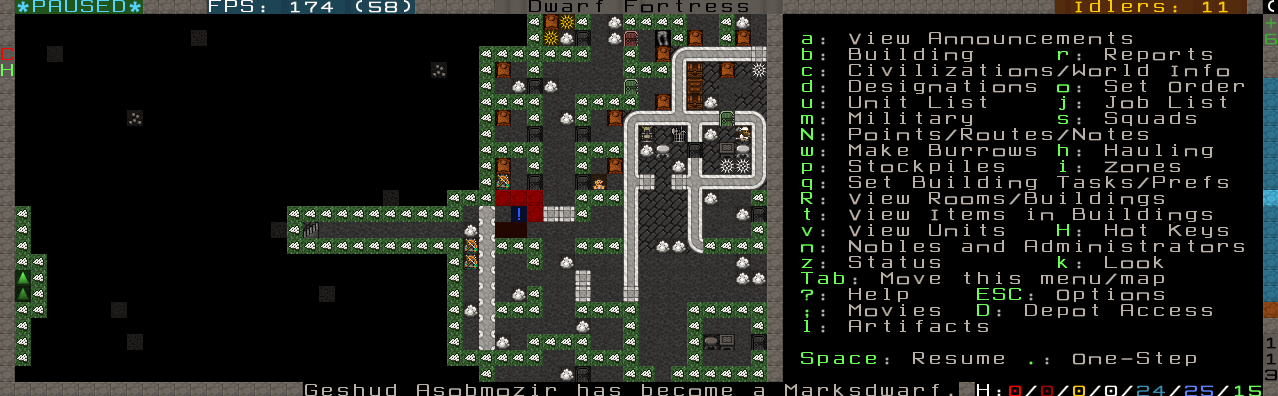 *PAUSED* FPS: 174 (58) Dwarf Fortress Idlers: 11
a: View Announcements
b: Building r: Reports
c: Civilizations/World Info
d: Designations o: Set Order
u: Unit List j: Job List
m: Military s: Squads
N: Points/Routes/Notes
w: Make Burrows h: Hauling
p: Stockpiles i: Zones
q: Set Building Tasks/Prefs
R: View Rooms/Buildings
t: View Items in Buildings
v: View Units H: Hot Keys
n: Nobles and Administrators
z: Status k: Look
Tab: Move this menu/map
?: Help ESC: Options
;: Movies D: Depot Access
l: Artifacts
Space: Resume .: One-Step
Geshud Asobmozir has become a Marksdwarf. H:0/0/0/0/24/25/15